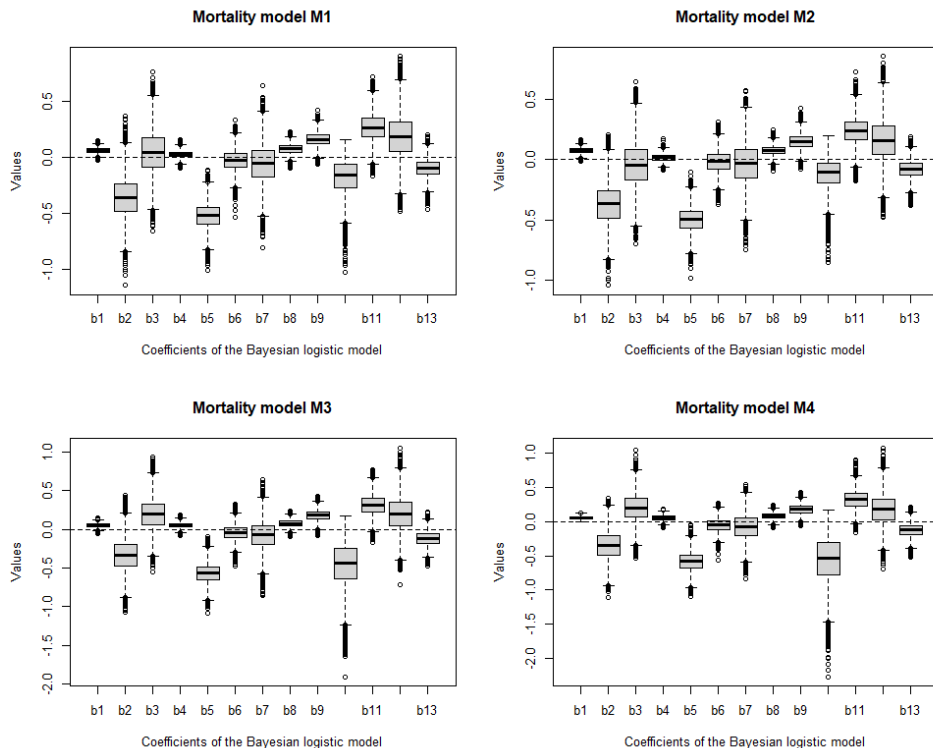 Mortality model M1
Values
0.5
0.0
-0.5
-1.0
b1 b2 b3 b4 b5 b6 b7 b8 b9 b11 b13
Coefficients of the Bayesian logistic model
Mortality model M2
Values
0.5
0.0
-0.5
-1.0
b1 b2 b3 b4 b5 b6 b7 b8 b9 b11 b13
Coefficients of the Bayesian logistic model
Mortality model M3
Values
1.0
0.5
0.0
-0.5
-1.0
-1.5
-2.0
b1 b2 b3 b4 b5 b6 b7 b8 b9 b11 b13
Coefficients of the Bayesian logistic model
Mortality model M4
Values
1.0
0.5
0.0
-0.5
-1.0
-1.5
-2.0
b1 b2 b3 b4 b5 b6 b7 b8 b9 b11 b13
Coefficients of the Bayesian logistic model